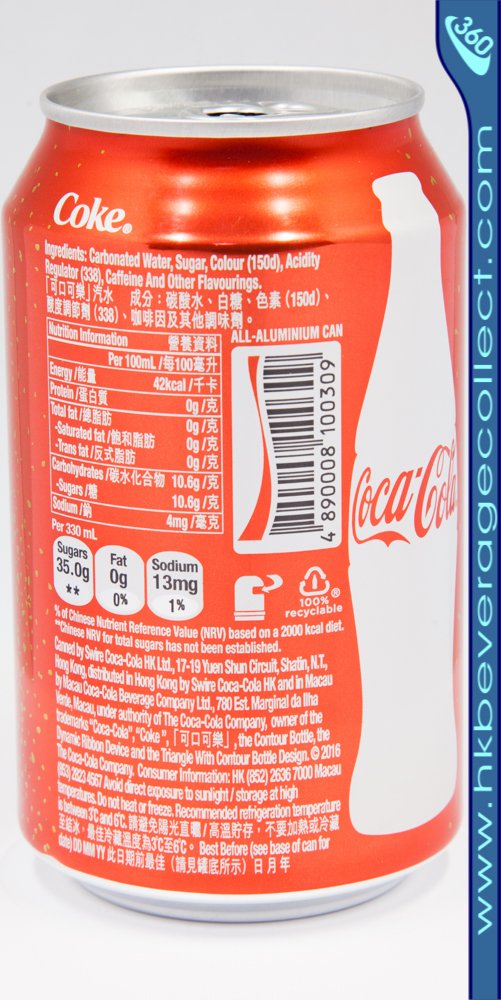 360
www.hkbeveragecollect.com
Coke®
Ingredients: Carbonated Water, Sugar, Colour (150d), Acidity
Regulator (338), Caffeine And Other Flavourings.
「可口可樂」汽水 成分：碳酸水、白糖、色素 (150d)、
酸度調節劑 (338)、咖啡因及其他調味劑。
Nutrition Information 營養資料
Per 100mL /每100毫升
Energy /能量 42kcal /千卡
Protein /蛋白質 0g /克
Total fat /總脂肪 0g /克
-Saturated fat /飽和脂肪 0g /克
-Trans fat /反式脂肪 0g /克
Carbohydrates /碳水化合物 10.6g /克
-Sugars /糖 10.6g /克
Sodium /鈉 4mg /毫克
ALL-ALUMINIUM CAN
4 890008 100309
Coca-Cola
Per 330 mL
Sugars 35.0g **
Fat 0g 0%
Sodium 13mg 1%
100% recyclable ®
% of Chinese Nutrient Reference Value (NRV) based on a 2000 kcal diet.
**Chinese NRV for total sugars has not been established.
Canned by Swire Coca-Cola HK Ltd., 17-19 Yuen Shun Circuit, Shatin, N.T.,
Hong Kong, distributed in Hong Kong by Swire Coca-Cola HK and in Macau
by Macau Coca-Cola Beverage Company Ltd., 780 Est. Marginal da Ilha
Verde, Macau, under authority of The Coca-Cola Company, owner of the
trademarks "Coca-Cola", "Coke", 「可口可樂」, the Contour Bottle, the
Dynamic Ribbon Device and the Triangle With Contour Bottle Design. © 2016
The Coca-Cola Company. Consumer Information: HK (852) 2636 7000 Macau
(853) 2823 4567 Avoid direct exposure to sunlight / storage at high
temperatures. Do not heat or freeze. Recommended refrigeration temperature
is between 3°C and 6°C. 請避免陽光直曬 / 高溫貯存，不要加熱或冷藏
至結冰，最佳冷藏溫度為3°C至6°C。 Best Before (see base of can for
date) DD MM YY 此日期前最佳（請見罐底所示）日 月 年